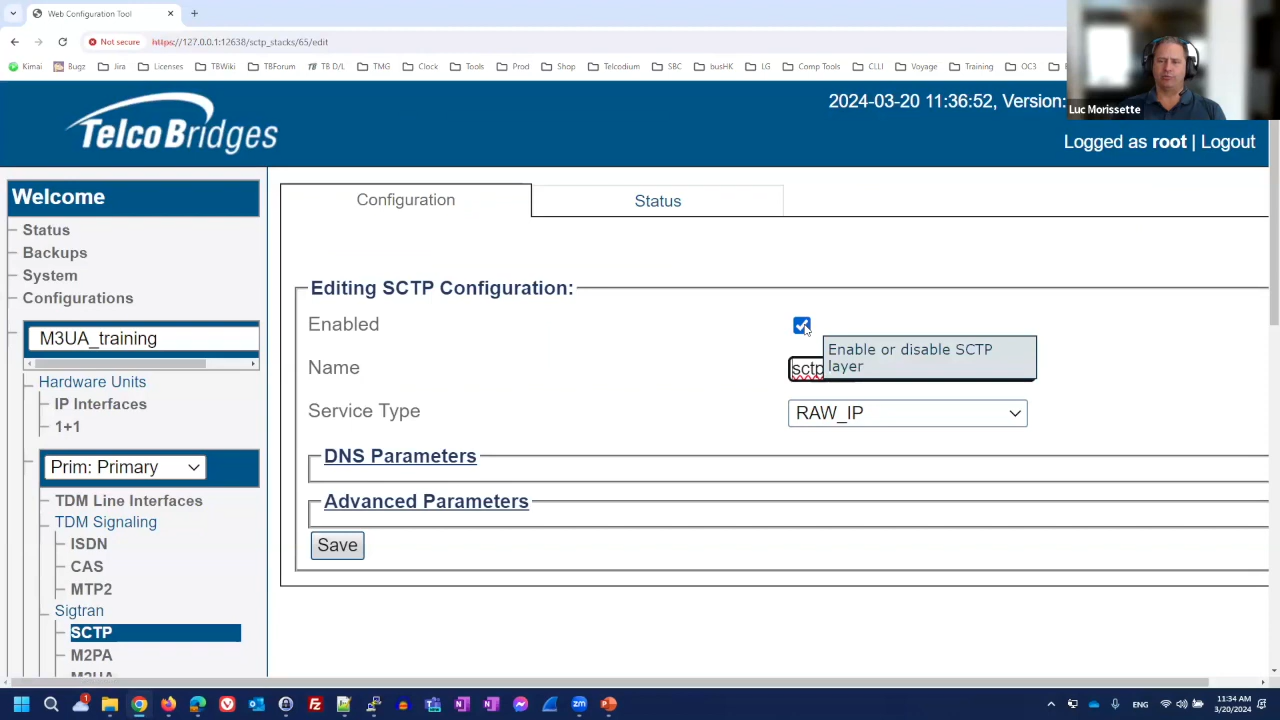 Web Configuration Tool
Not secure
https://127.0.0.1:12638/sctp_stacks/65/edit
Kimai
Bugz
Jira
Licenses
TBWiki
TBForum
TB D/L
TMG
Clock
Tools
Prod
Shop
Telcodium
SBC
busHK
LG
Comp Tools
CLLI
Voyage
Training
OC3
Luc Morissette
TelcoBridges
2024-03-20 11:36:52, Version:
Logged as root | Logout
Welcome
Status
Backups
System
Configurations
M3UA_training
Hardware Units
IP Interfaces
1+1
Prim: Primary
TDM Line Interfaces
TDM Signaling
ISDN
CAS
MTP2
Sigtran
SCTP
M2PA
M2UA
Configuration
Status
Editing SCTP Configuration:
Enabled
Enable or disable SCTP
layer
Name
sctp
Service Type
RAW_IP
DNS Parameters
Advanced Parameters
Save
ENG
11:34 AM
3/20/2024